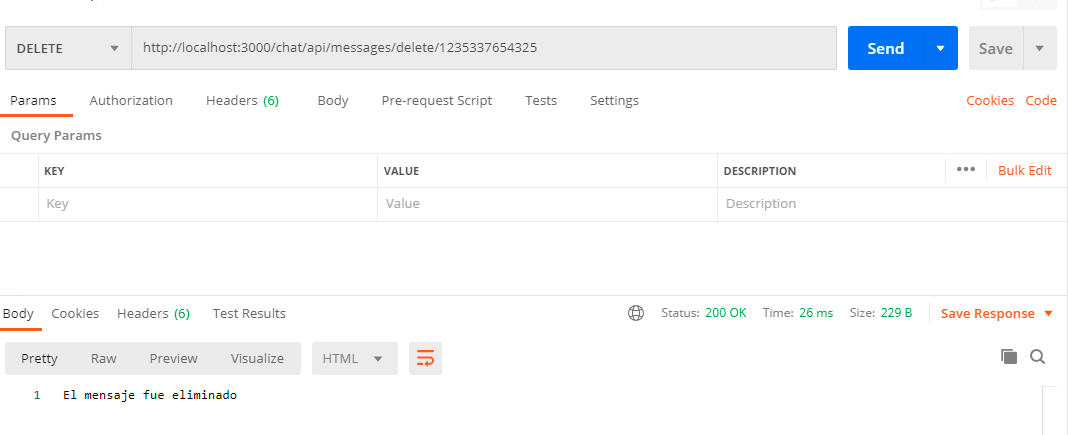 DELETE http://localhost:3000/chat/api/messages/delete/1235337654325 Send Save
Params Authorization Headers (6) Body Pre-request Script Tests Settings Cookies Code
Query Params
KEY VALUE DESCRIPTION ••• Bulk Edit
Key Value Description
Body Cookies Headers (6) Test Results Status: 200 OK Time: 26 ms Size: 229 B Save Response
Pretty Raw Preview Visualize HTML
1 El mensaje fue eliminado